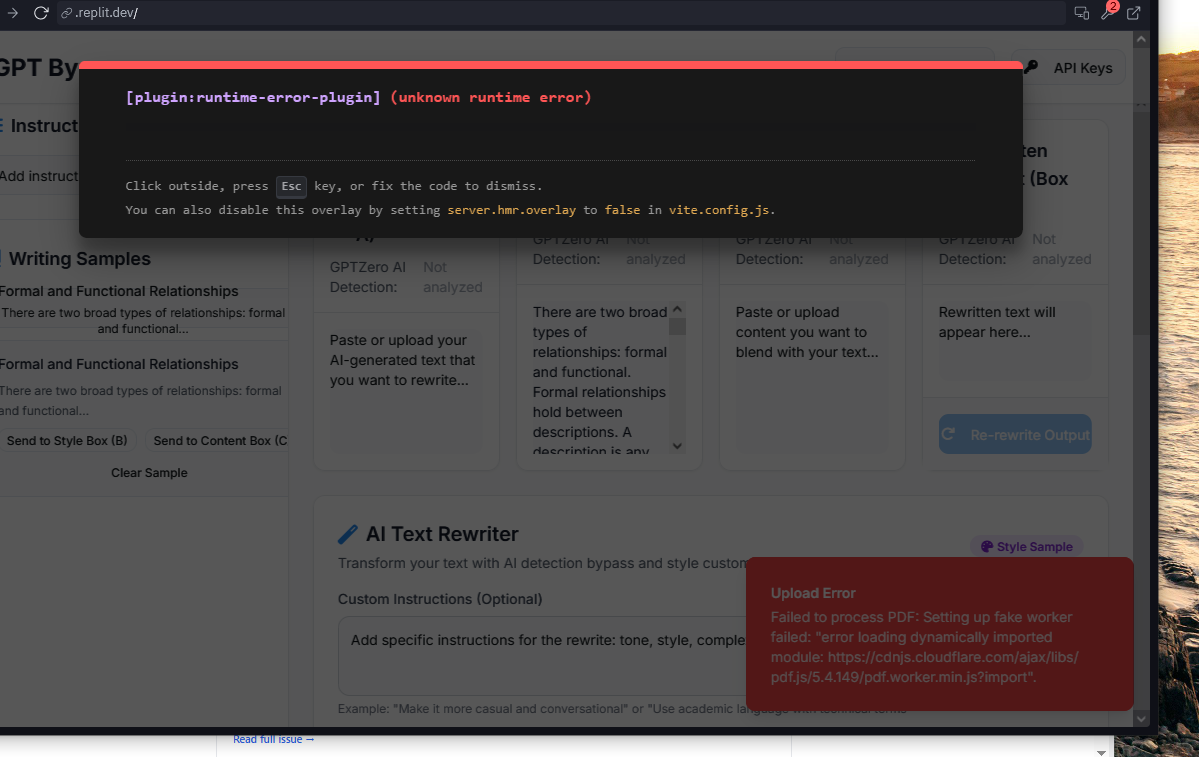 .replit.dev/
2
GPT By
API Keys
[plugin:runtime-error-plugin] (unknown runtime error)
Click outside, press Esc key, or fix the code to dismiss.
You can also disable this overlay by setting server.hmr.overlay to false in vite.config.js.
Instruct
Add instruct
Writing Samples
Formal and Functional Relationships
There are two broad types of relationships: formal
and functional...
Formal and Functional Relationships
There are two broad types of relationships: formal
and functional...
Send to Style Box (B)
Send to Content Box (C
Clear Sample
GPTZero AI
Detection:
Not
analyz
Paste or upload your
AI-generated text that
you want to rewrite...
GPTZero AI
Detection:
Not
analyzed
There are two broad
types of
relationships: formal
and functional.
Formal relationships
hold between
descriptions. A
description is any
GPTZero AI
Detection:
Not
analyzed
Paste or upload
content you want to
blend with your text...
ten
t (Box
GPTZero AI
Detection:
Not
analyzed
Rewritten text will
appear here...
Re-rewrite Output
AI Text Rewriter
Style Sample
Transform your text with AI detection bypass and style custom
Custom Instructions (Optional)
Add specific instructions for the rewrite: tone, style, comple
Example: "Make it more casual and conversational" or "Use academic language with technical terms"
Upload Error
Failed to process PDF: Setting up fake worker
failed: "error loading dynamically imported
module: https://cdnjs.cloudflare.com/ajax/libs/
pdf.js/5.4.149/pdf.worker.min.js?import".
Read full issue →